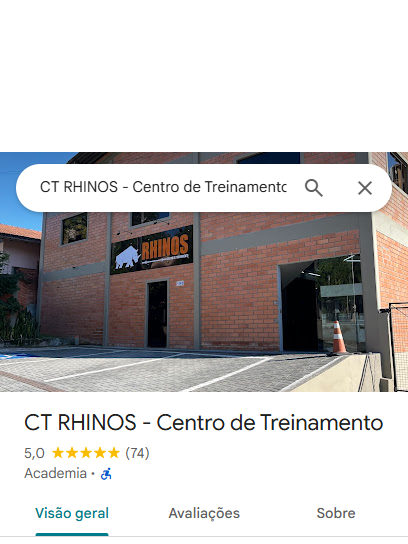 CT RHINOS - Centro de Treinamento
RHINOS
CT RHINOS - Centro de Treinamento
5,0 (74)
Academia ·
Visão geral Avaliações Sobre